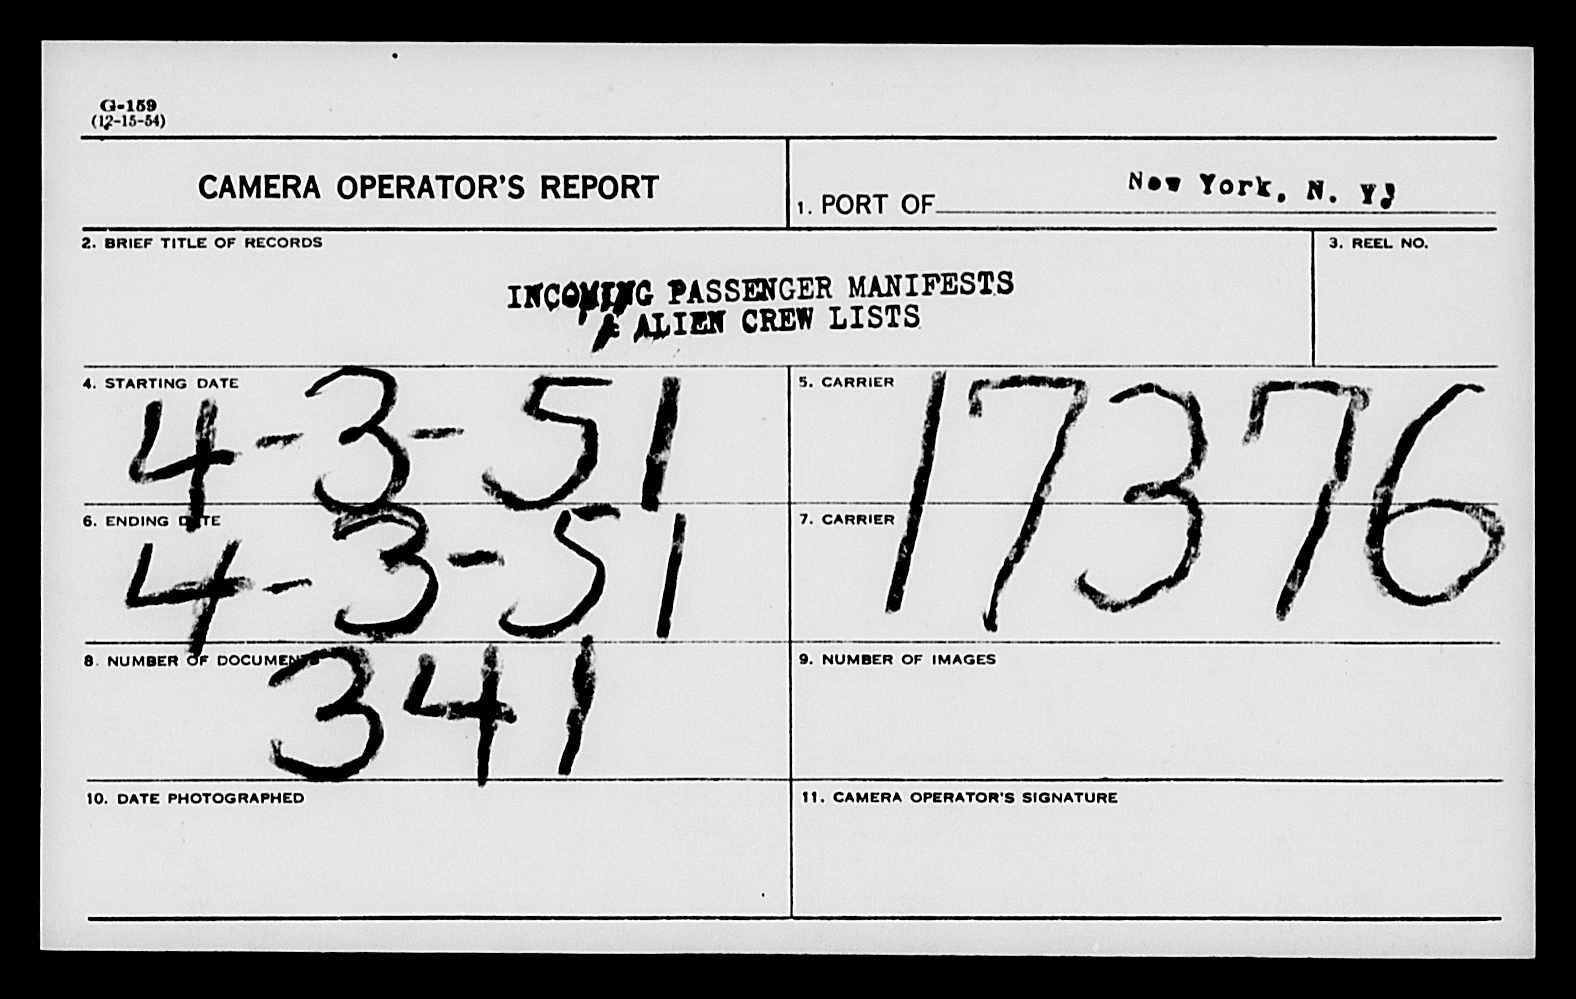 G-159
(12-15-54)
CAMERA OPERATOR'S REPORT
1. PORT OF New York, N. Y.
2. BRIEF TITLE OF RECORDS
INCOMING PASSENGER MANIFESTS
& ALIEN CREW LISTS
3. REEL NO.
4. STARTING DATE
4-3-51
5. CARRIER
17376
6. ENDING DATE
4-3-51
7. CARRIER
8. NUMBER OF DOCUMENTS
341
9. NUMBER OF IMAGES
10. DATE PHOTOGRAPHED
11. CAMERA OPERATOR'S SIGNATURE